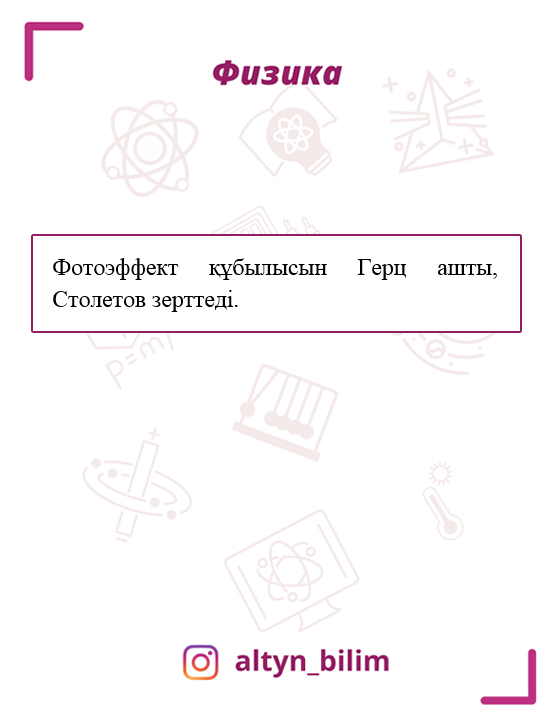 Физика
Фотоэффект құбылысын Герц ашты,
Столетов зерттеді.
p=m
altyn_bilim